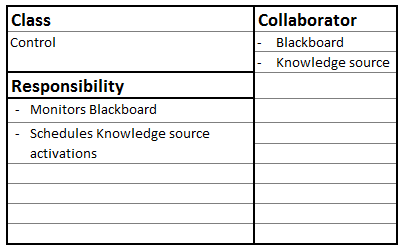 Class
Control
Responsibility
- Monitors Blackboard
- Schedules Knowledge source
activations
Collaborator
- Blackboard
- Knowledge source